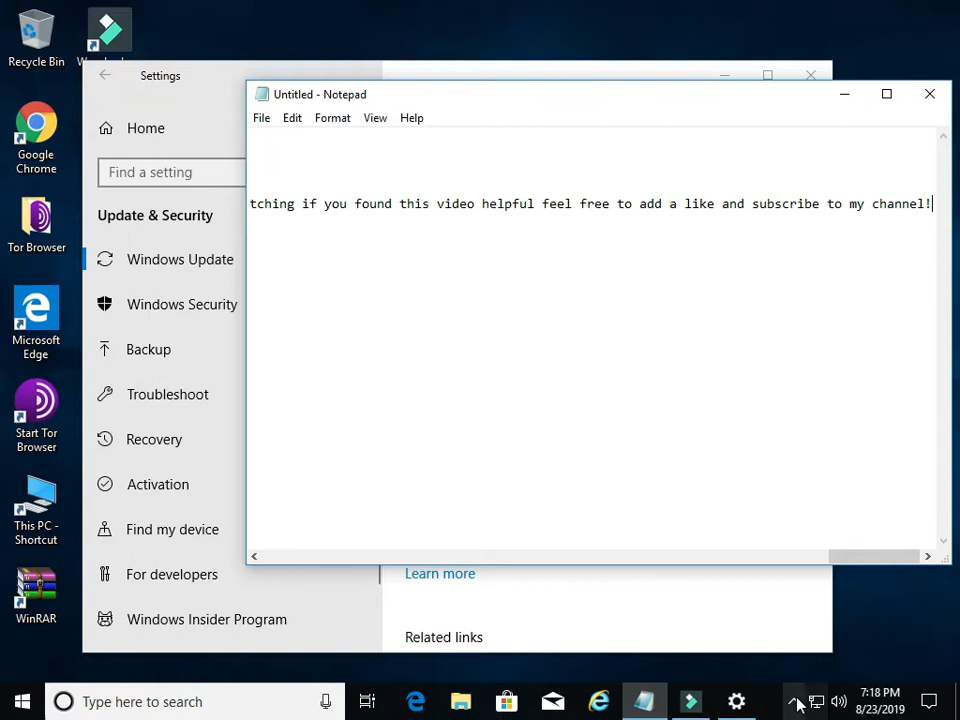 Recycle Bin
Settings
Untitled - Notepad
File Edit Format View Help
Home
Find a setting
Update & Security
tching if you found this video helpful feel free to add a like and subscribe to my channel!
Windows Update
Windows Security
Backup
Troubleshoot
Recovery
Activation
Find my device
For developers
Windows Insider Program
Learn more
Related links
Google
Chrome
Tor Browser
Microsoft
Edge
Start Tor
Browser
This PC -
Shortcut
WinRAR
Type here to search
7:18 PM
8/23/2019